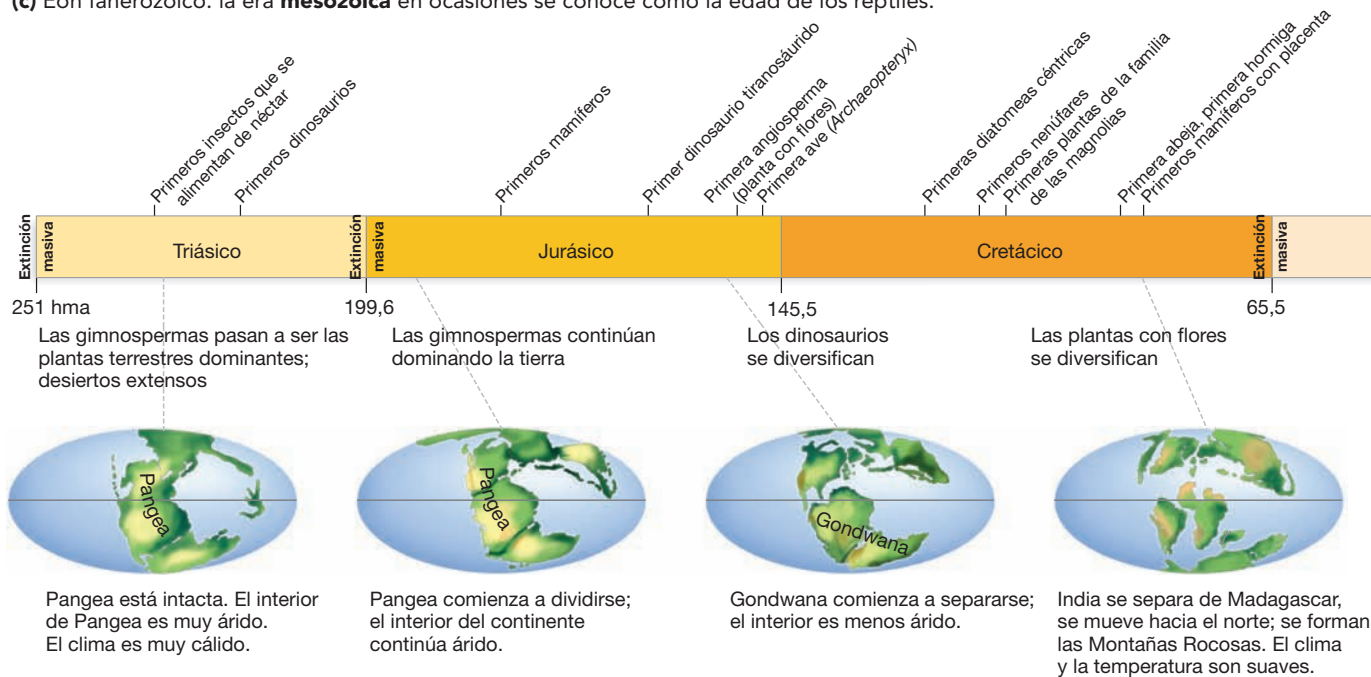 (c) Eón fanerozoico: la era mesozoica en ocasiones se conoce como la edad de los reptiles.
Primeros insectos que se
alimentan de néctar
Primeros dinosaurios
Primeros mamíferos
Primer dinosaurio tiranosáurido
Primera angiosperma
(planta con flores)
Primera ave (Archaeopteryx)
Primeras diatomeas céntricas
Primeros nenúfares
Primeras plantas de la familia
de las magnolias
Primera abeja, primera hormiga
Primeros mamíferos con placenta
Extinción
masiva
Triásico
Extinción
masiva
Jurásico
Cretácico
Extinción
masiva
251 hma
199,6
145,5
65,5
Las gimnospermas pasan a ser las
plantas terrestres dominantes;
desiertos extensos
Las gimnospermas continúan
dominando la tierra
Los dinosaurios
se diversifican
Las plantas con flores
se diversifican
Pangea
Pangea
Gondwana
Pangea está intacta. El interior
de Pangea es muy árido.
El clima es muy cálido.
Pangea comienza a dividirse;
el interior del continente
continúa árido.
Gondwana comienza a separarse;
el interior es menos árido.
India se separa de Madagascar,
se mueve hacia el norte; se forman
las Montañas Rocosas. El clima
y la temperatura son suaves.